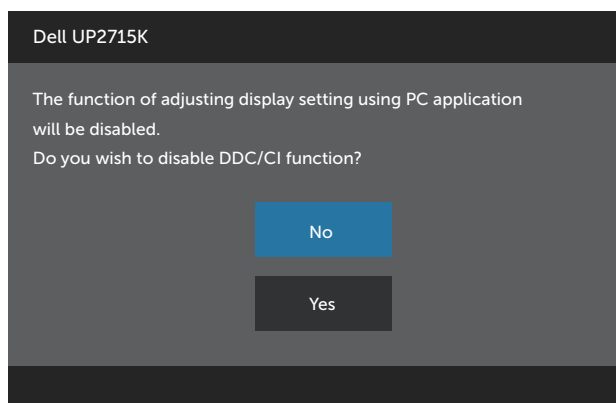 Dell UP2715K
The function of adjusting display setting using PC application
will be disabled.
Do you wish to disable DDC/CI function?
No
Yes